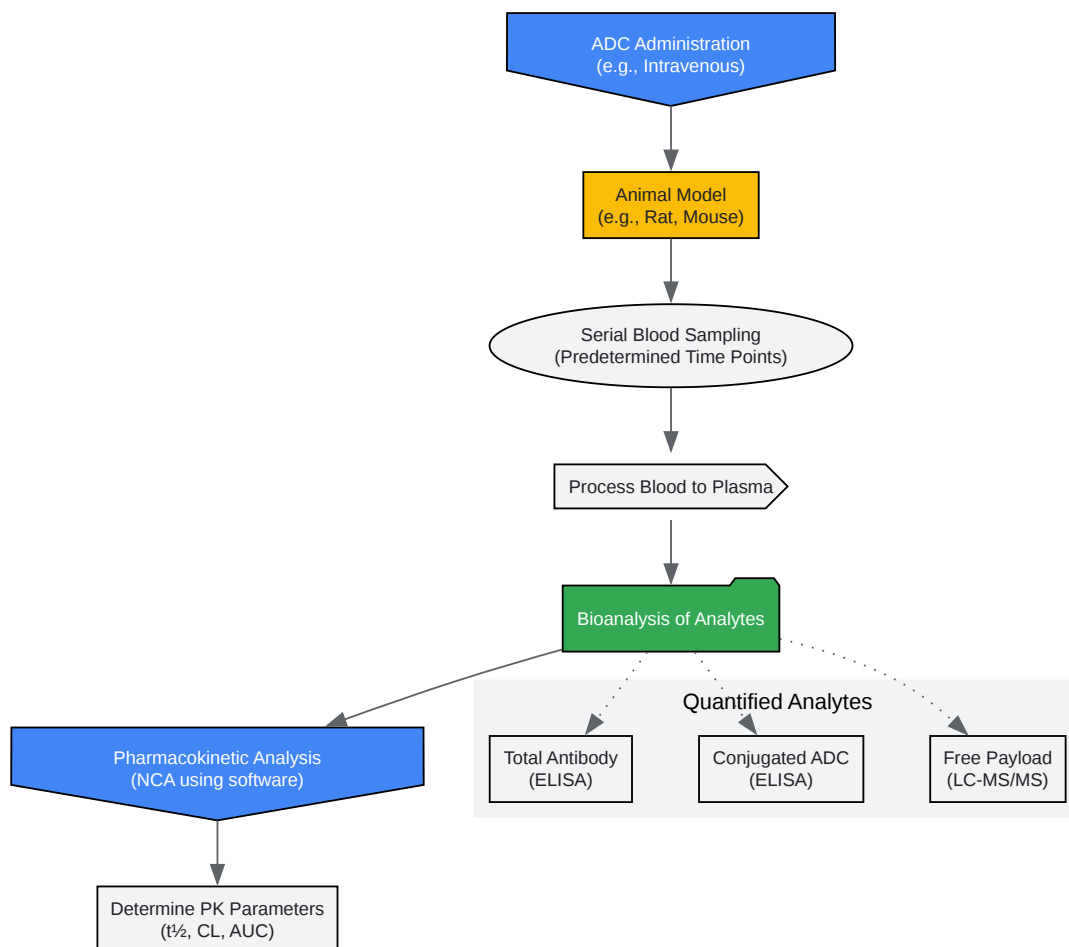 ADC Administration
(e.g., Intravenous)
Animal Model
(e.g., Rat, Mouse)
Serial Blood Sampling
(Predetermined Time Points)
Process Blood to Plasma
Bioanalysis of Analytes
Quantified Analytes
Total Antibody
(ELISA)
Conjugated ADC
(ELISA)
Free Payload
(LC-MS/MS)
Pharmacokinetic Analysis
(NCA using software)
Determine PK Parameters
(t½, CL, AUC)